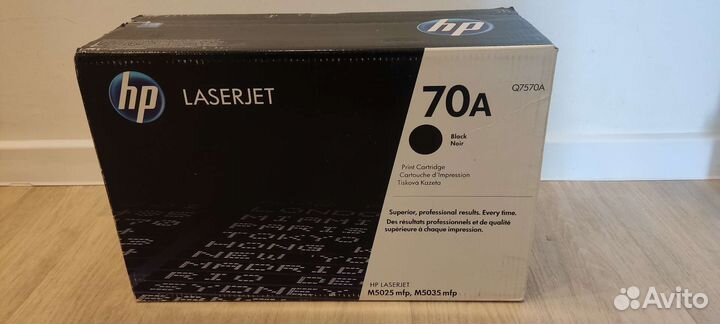 hp
hp
LASERJET
70A
Q7570A
Black
Noir
Print Cartridge
Cartouche d'Impression
Tisková Kazeta
Superior, professional results. Every time.
Des résultats professionnels et de qualité
supérieure à chaque impression.
HP LASERJET
M5025 mfp, M5035 mfp
Avito